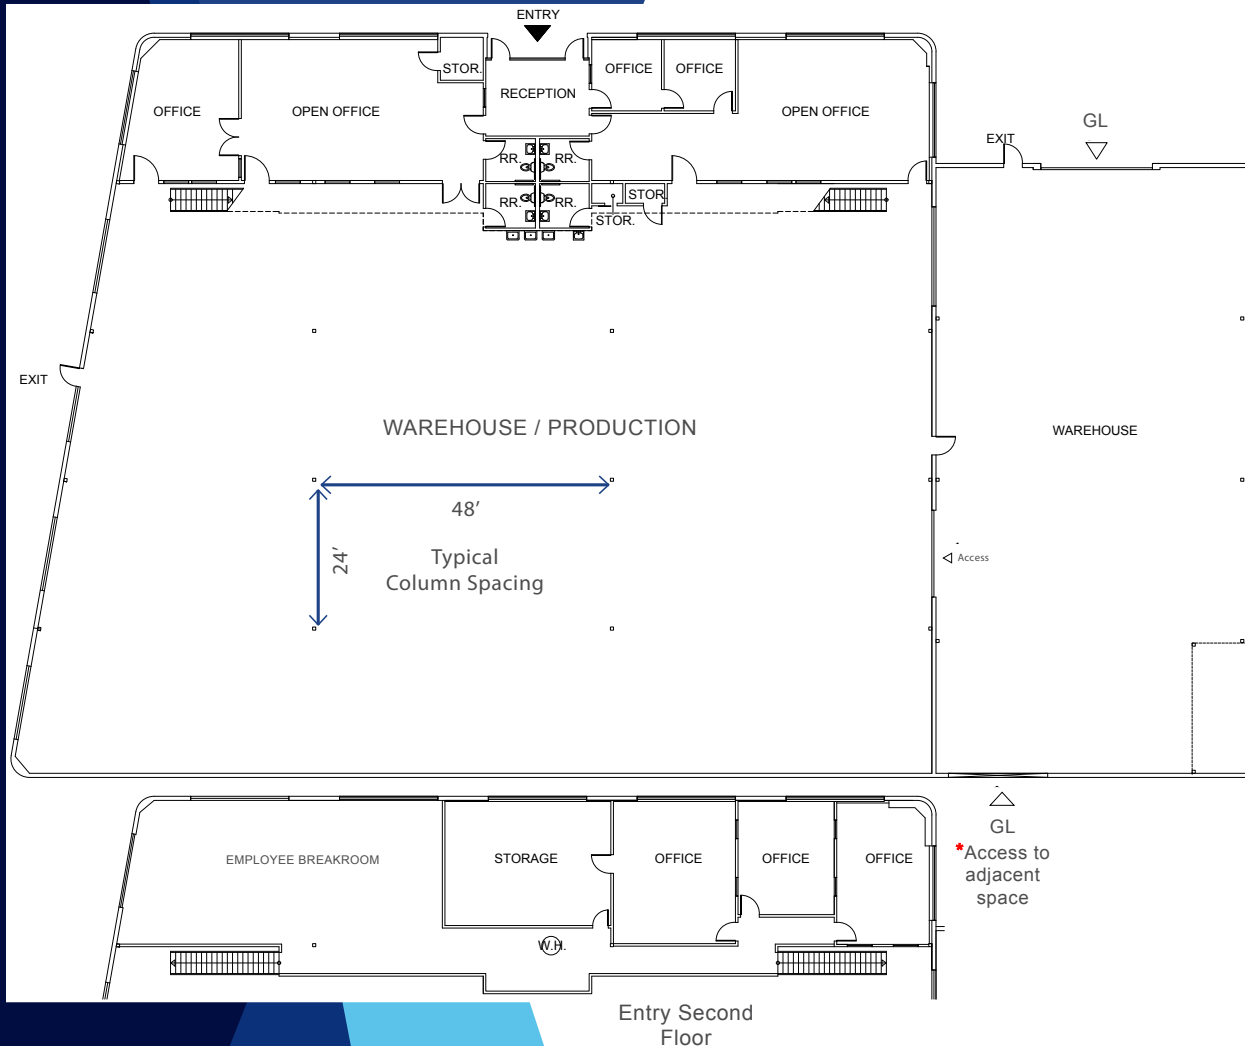 ENTRY
STOR.
OFFICE
OFFICE
RECEPTION
OFFICE
OPEN OFFICE
OPEN OFFICE
GL
EXIT
RR.
RR.
RR.
RR.
STOR.
STOR.
EXIT
WAREHOUSE / PRODUCTION
WAREHOUSE
48’
24’
Typical
Column Spacing
Access
GL
*Access to
adjacent
space
EMPLOYEE BREAKROOM
STORAGE
OFFICE
OFFICE
OFFICE
W.H.
Entry Second
Floor